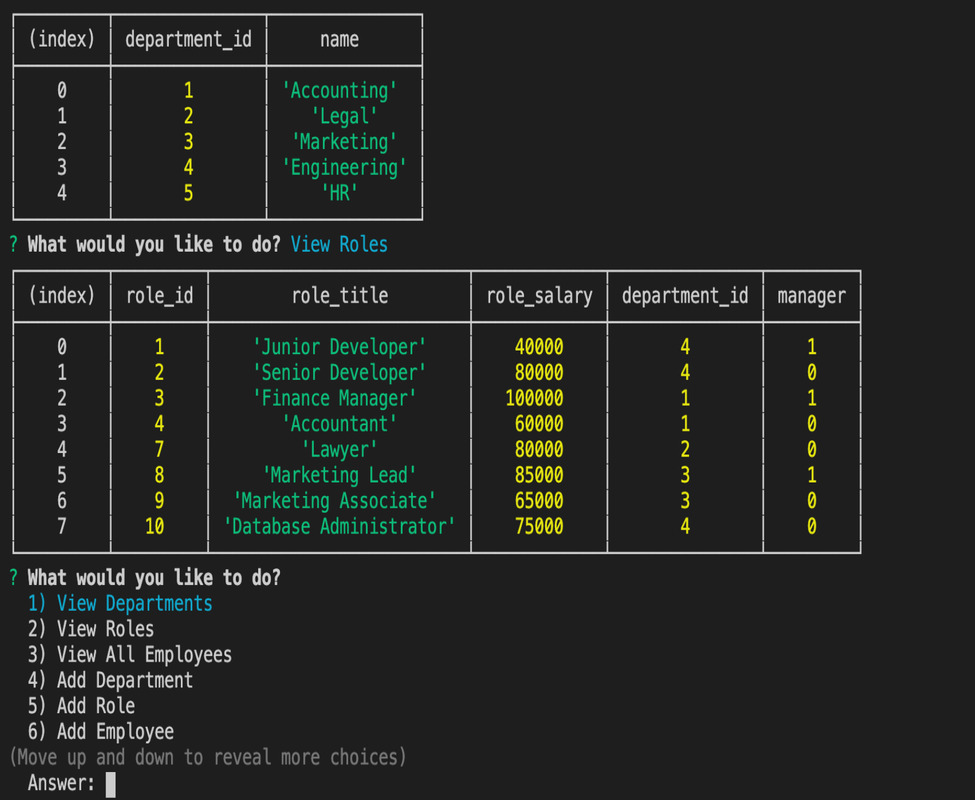 (index) department_id name
0 1 'Accounting'
1 2 'Legal'
2 3 'Marketing'
3 4 'Engineering'
4 5 'HR'
? What would you like to do? View Roles
(index) role_id role_title role_salary department_id manager
0 1 'Junior Developer' 40000 4 1
1 2 'Senior Developer' 80000 4 0
2 3 'Finance Manager' 100000 1 1
3 4 'Accountant' 60000 1 0
4 7 'Lawyer' 80000 2 0
5 8 'Marketing Lead' 85000 3 1
6 9 'Marketing Associate' 65000 3 0
7 10 'Database Administrator' 75000 4 0
? What would you like to do?
1) View Departments
2) View Roles
3) View All Employees
4) Add Department
5) Add Role
6) Add Employee
(Move up and down to reveal more choices)
Answer: